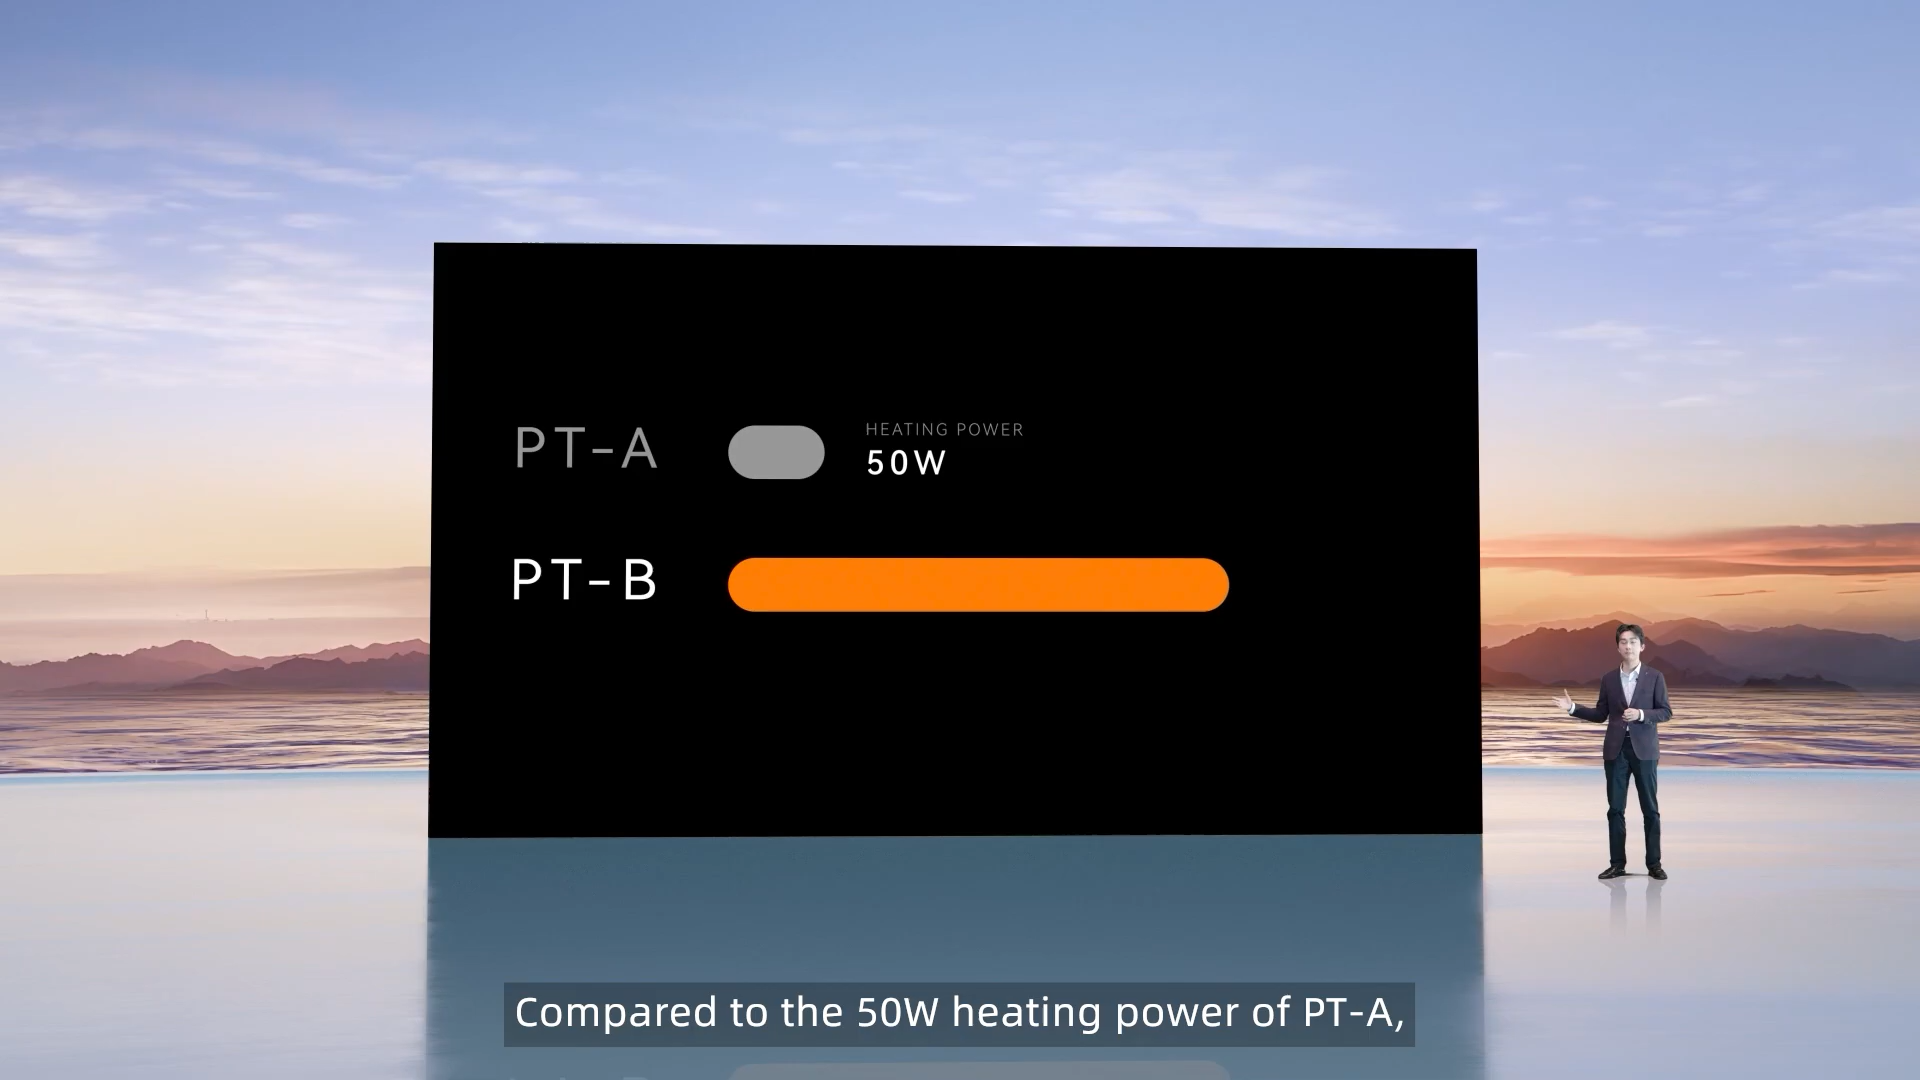 PT-A
HEATING POWER
50W
PT-B
Compared to the 50W heating power of PT-A,